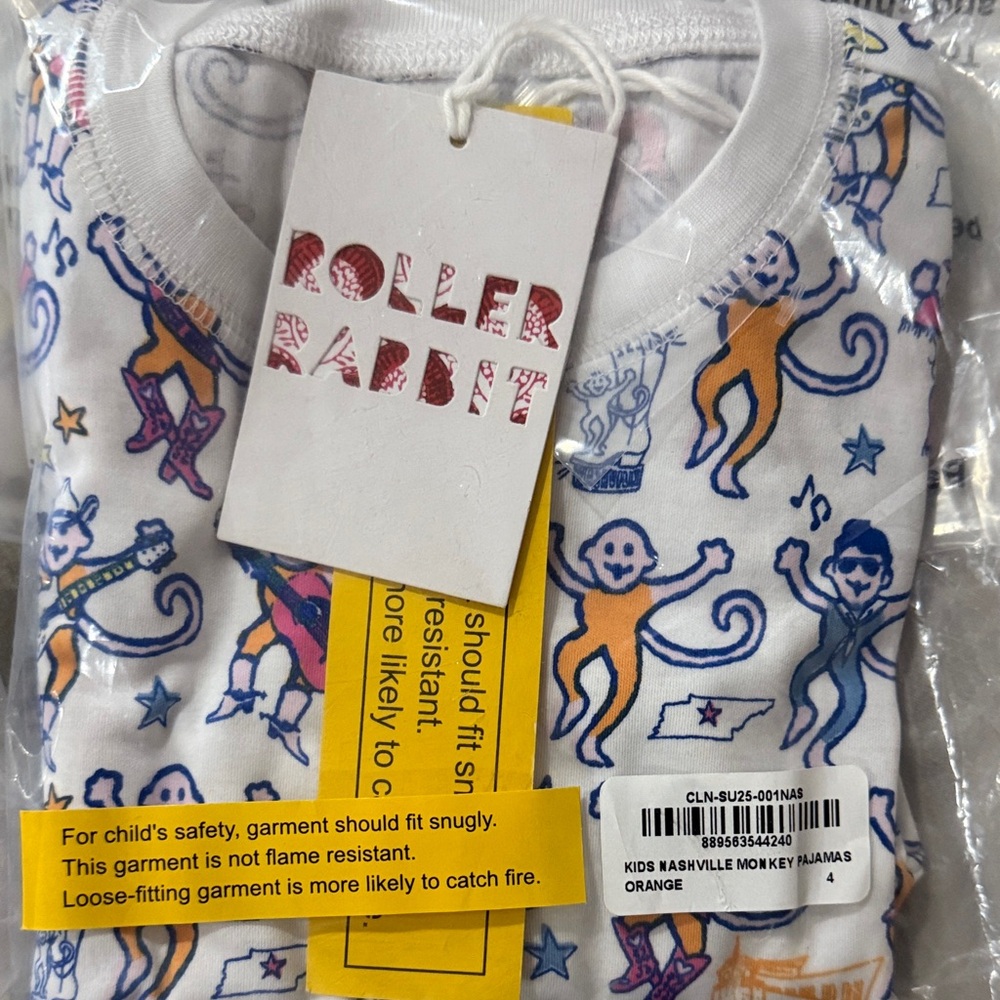 ROLLER
RABBIT
should fit
resistant.
more likely to
For child's safety, garment should fit snugly.
This garment is not flame resistant.
Loose-fitting garment is more likely to catch fire.
CLN-SU25-001NAS
889563544240
KIDS NASHVILLE MONKEY PAJAMAS
ORANGE 4